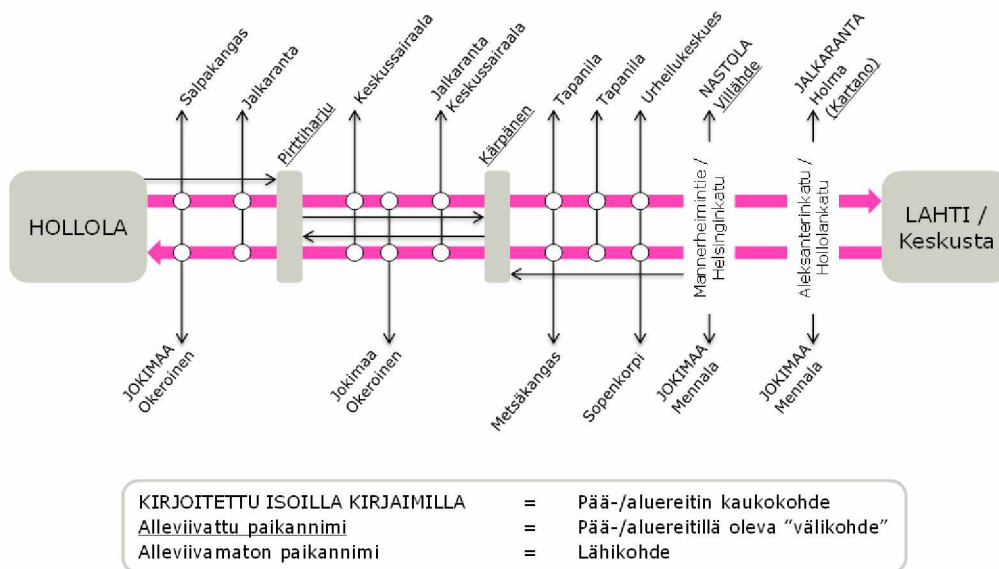 Salpakangas
Jalkaranta
Pirttiharju
Keskussairaala
Jalkaranta
Keskussairaala
Kärpänen
Tapanila
Tapanila
Urheilukeskues
NASTOLA
Villähde
JALKARANTA
Holma
(Kartano)
HOLLOLA
Mannerheimintie /
Helsinginkatu
Aleksanterinkatu /
Hollolankatu
LAHTI /
Keskusta
JOKIMAA
Okeroinen
Jokimaa
Okeroinen
Metsäkangas
Sopenkorpi
JOKIMAA
Mennala
JOKIMAA
Mennala
KIRJOITETTU ISOILLA KIRJAIMILLA = Pää-/aluereitin kaukokohde
Alleviivattu paikannimi = Pää-/aluereitillä oleva "välikohde"
Alleviivamaton paikannimi = Lähikohde